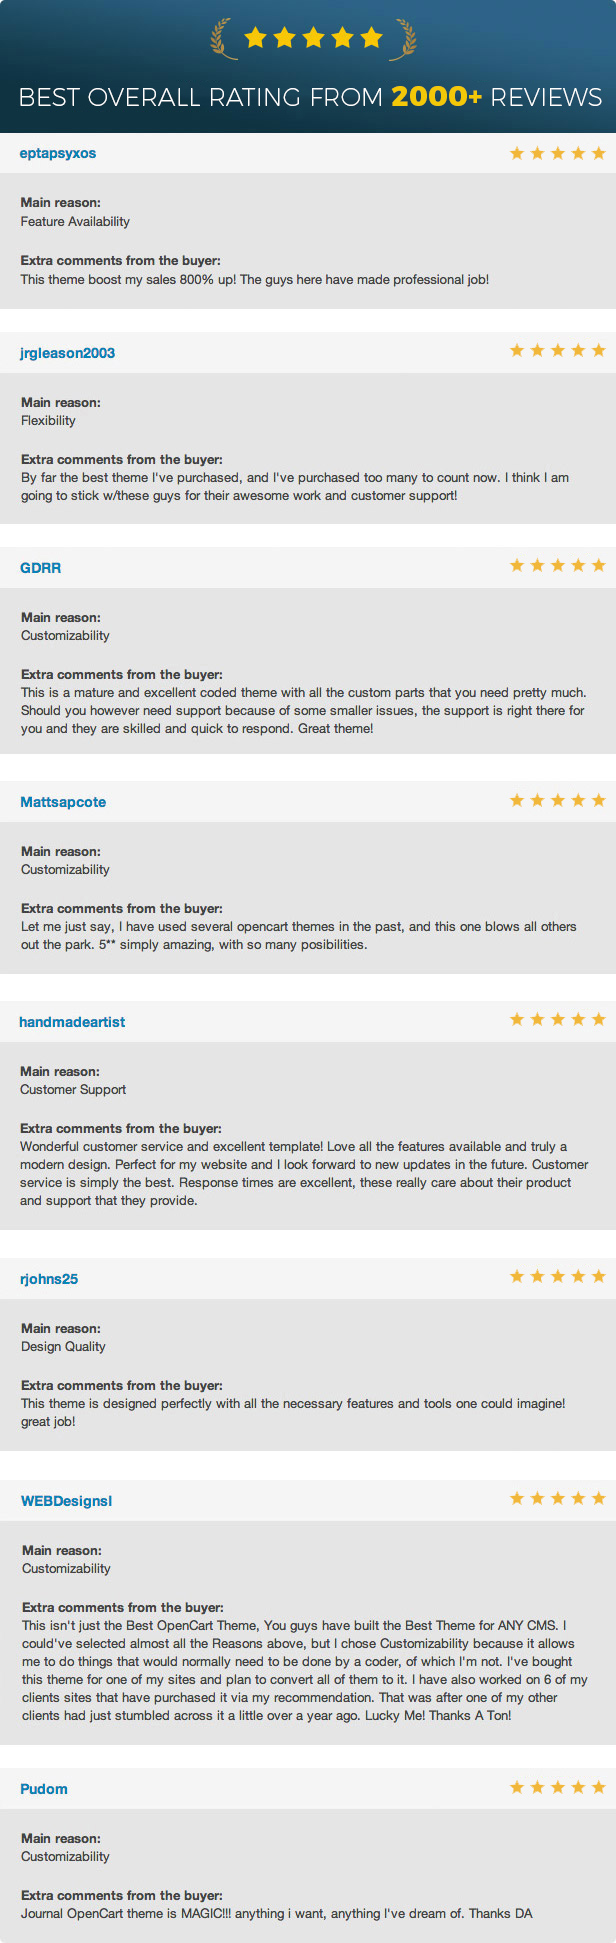 BEST OVERALL RATING FROM 2000+ REVIEWS
eptapsyxos
Main reason:
Feature Availability
Extra comments from the buyer:
This theme boost my sales 800% up! The guys here have made professional job!
jrgleason2003
Main reason:
Flexibility
Extra comments from the buyer:
By far the best theme I've purchased, and I've purchased too many to count now. I think I am
going to stick w/these guys for their awesome work and customer support!
GDRR
Main reason:
Customizability
Extra comments from the buyer:
This is a mature and excellent coded theme with all the custom parts that you need pretty much.
Should you however need support because of some smaller issues, the support is right there for
you and they are skilled and quick to respond. Great theme!
Mattsapcote
Main reason:
Customizability
Extra comments from the buyer:
Let me just say, I have used several opencart themes in the past, and this one blows all others
out the park. 5** simply amazing, with so many posibilities.
handmadeartist
Main reason:
Customer Support
Extra comments from the buyer:
Wonderful customer service and excellent template! Love all the features available and truly a
modern design. Perfect for my website and I look forward to new updates in the future. Customer
service is simply the best. Response times are excellent, these really care about their product
and support that they provide.
rjohns25
Main reason:
Design Quality
Extra comments from the buyer:
This theme is designed perfectly with all the necessary features and tools one could imagine!
great job!
WEBDesignsI
Main reason:
Customizability
Extra comments from the buyer:
This isn't just the Best OpenCart Theme, You guys have built the Best Theme for ANY CMS. I
could've selected almost all the Reasons above, but I chose Customizability because it allows
me to do things that would normally need to be done by a coder, of which I'm not. I've bought
this theme for one of my sites and plan to convert all of them to it. I have also worked on 6 of my
clients sites that have purchased it via my recommendation. That was after one of my other
clients had just stumbled across it a little over a year ago. Lucky Me! Thanks A Ton!
Pudom
Main reason:
Customizability
Extra comments from the buyer:
Journal OpenCart theme is MAGIC!!! anything i want, anything I've dream of. Thanks DA